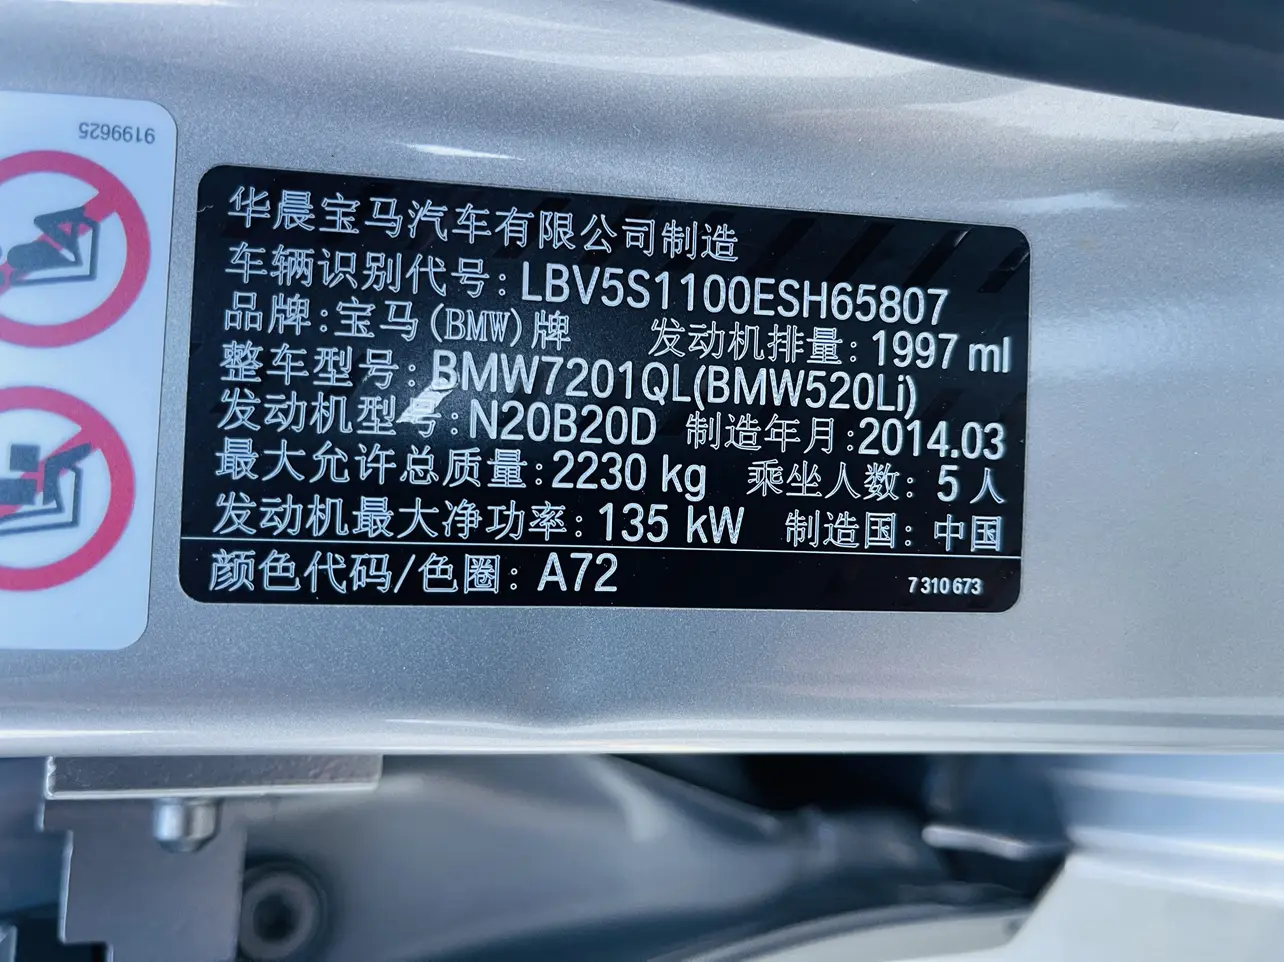 9199625
华晨宝马汽车有限公司制造
车辆识别代号: LBV5S1100ESH65807
品牌:宝马(BMW)牌 发动机排量: 1997 ml
整车型号: BMW7201QL(BMW520Li)
发动机型号: N20B20D 制造年月:2014.03
最大允许总质量:2230 kg 乘坐人数: 5人
发动机最大净功率: 135 kW 制造国: 中国
颜色代码/色圈: A72 7 310 673